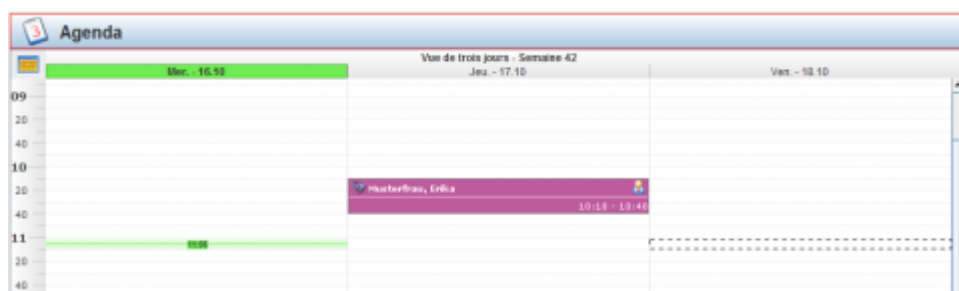 3 Agenda
Vue de trois jours - Semaine 42
Mer. - 16.10
Jeu. - 17.10
Ven. - 18.10
09
20
40
10
20
40
Musterfrau, Erika
10:10 - 10:40
11
20
40